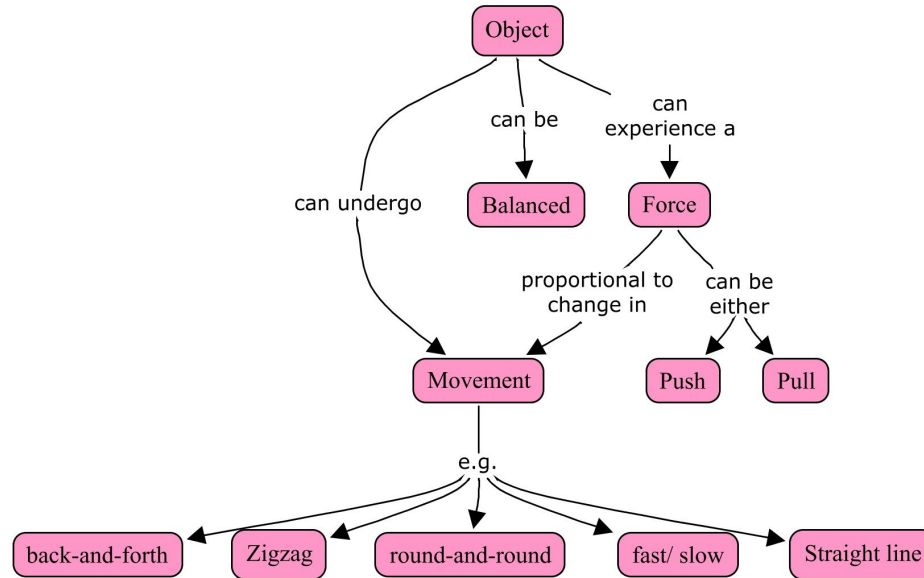 Object
can be
can
experience a
can undergo
Balanced
Force
proportional to
change in
can be
either
Movement
Push
Pull
e.g.
back-and-forth
Zigzag
round-and-round
fast/ slow
Straight line